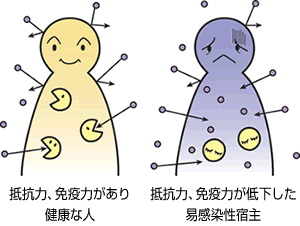 抵抗力、免疫力があり
健康な人
抵抗力、免疫力が低下した
易感染性宿主